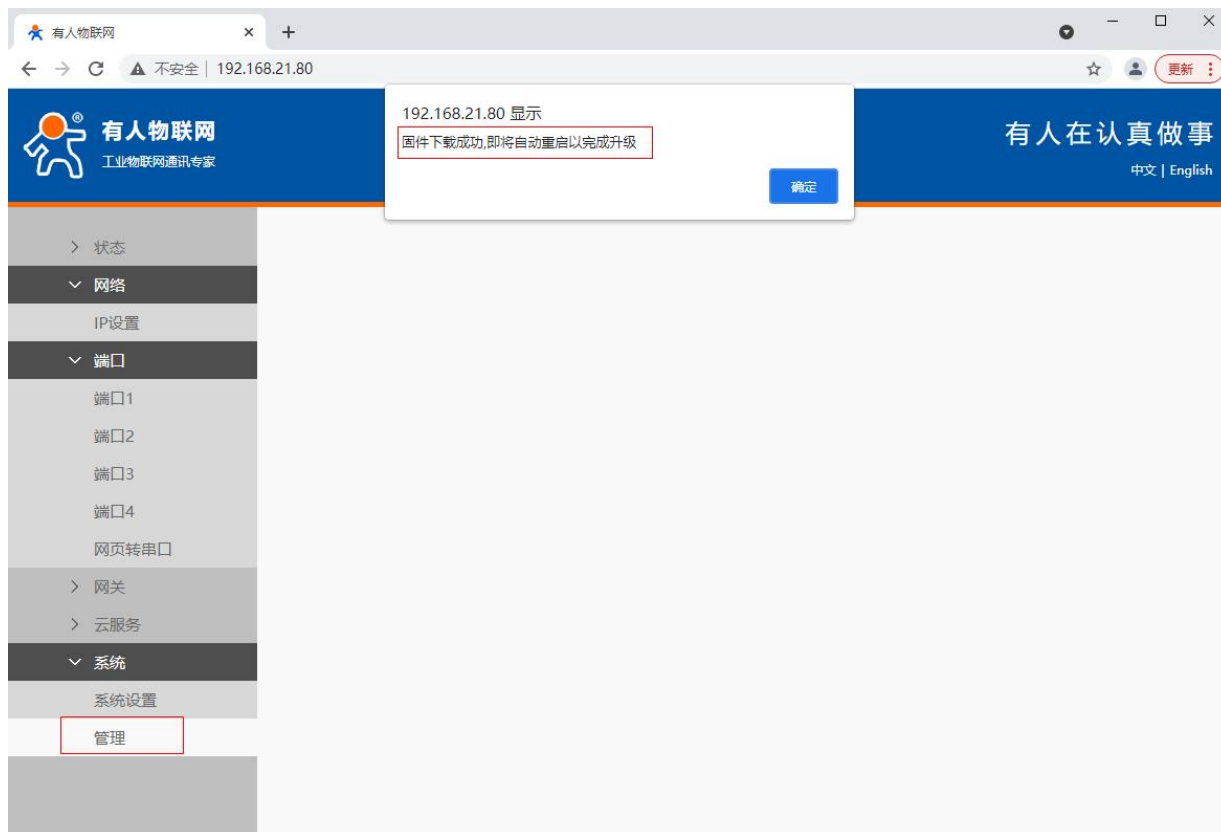 有人物联网
不安全 | 192.168.21.80
更新
有人物联网
®
工业物联网通讯专家
192.168.21.80 显示
固件下载成功,即将自动重启以完成升级
确定
有人在认真做事
中文 | English
状态
网络
IP设置
端口
端口1
端口2
端口3
端口4
网页转串口
网关
云服务
系统
系统设置
管理